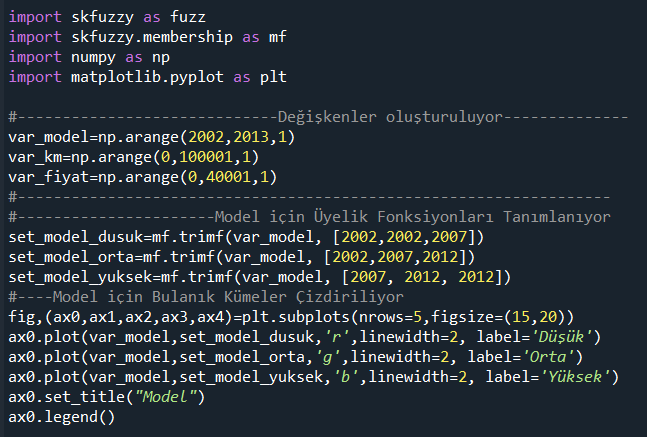 import skfuzzy as fuzz
import skfuzzy.membership as mf
import numpy as np
import matplotlib.pyplot as plt
#-----------------------------Değişkenler oluşturuluyor--------------
var_model=np.arange(2002,2013,1)
var_km=np.arange(0,100001,1)
var_fiyat=np.arange(0,40001,1)
#------------------------------------------------------------------
#----------------------Model için Üyelik Fonksiyonları Tanımlanıyor
set_model_dusuk=mf.trimf(var_model, [2002,2002,2007])
set_model_orta=mf.trimf(var_model, [2002,2007,2012])
set_model_yuksek=mf.trimf(var_model, [2007, 2012, 2012])
#----Model için Bulanık Kümeler Çizdiriliyor
fig,(ax0,ax1,ax2,ax3,ax4)=plt.subplots(nrows=5,figsize=(15,20))
ax0.plot(var_model,set_model_dusuk,'r',linewidth=2, label='Düşük')
ax0.plot(var_model,set_model_orta,'g',linewidth=2, label='Orta')
ax0.plot(var_model,set_model_yuksek,'b',linewidth=2, label='Yüksek')
ax0.set_title("Model")
ax0.legend()